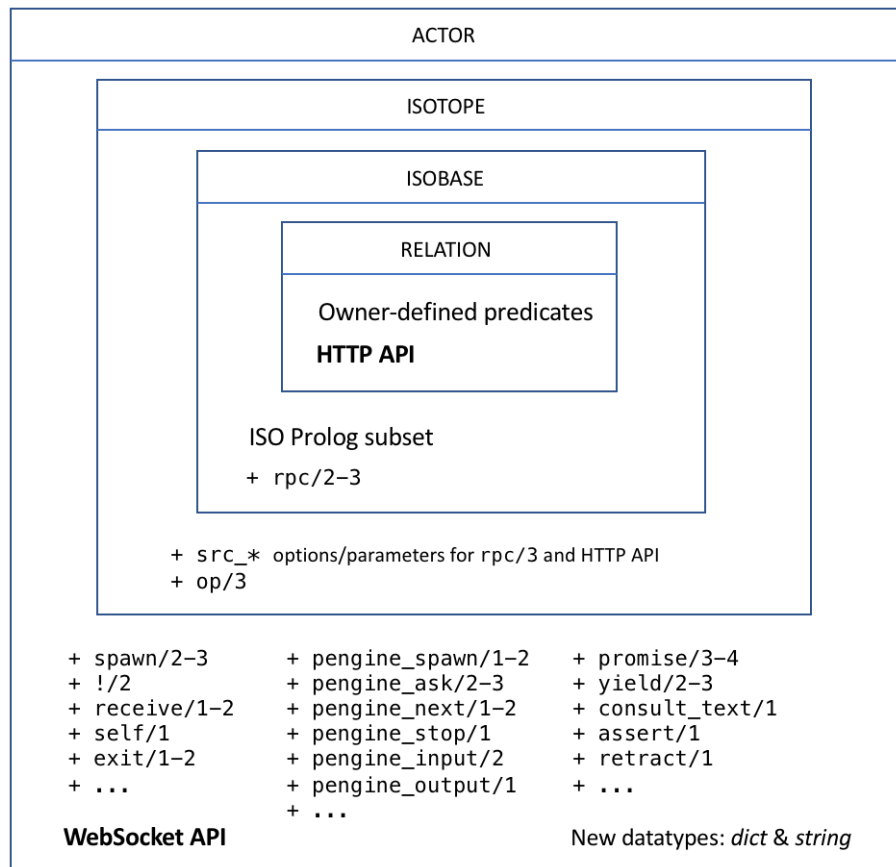 ACTOR
ISOTOPE
ISOBASE
RELATION
Owner-defined predicates
HTTP API
ISO Prolog subset
+ rpc/2-3
+ src_* options/parameters for rpc/3 and HTTP API
+ op/3
+ spawn/2-3
+ !/2
+ receive/1-2
+ self/1
+ exit/1-2
+ ...
+ pengine_spawn/1-2
+ pengine_ask/2-3
+ pengine_next/1-2
+ pengine_stop/1
+ pengine_input/2
+ pengine_output/1
+ ...
+ promise/3-4
+ yield/2-3
+ consult_text/1
+ assert/1
+ retract/1
+ ...
WebSocket API
New datatypes: dict & string